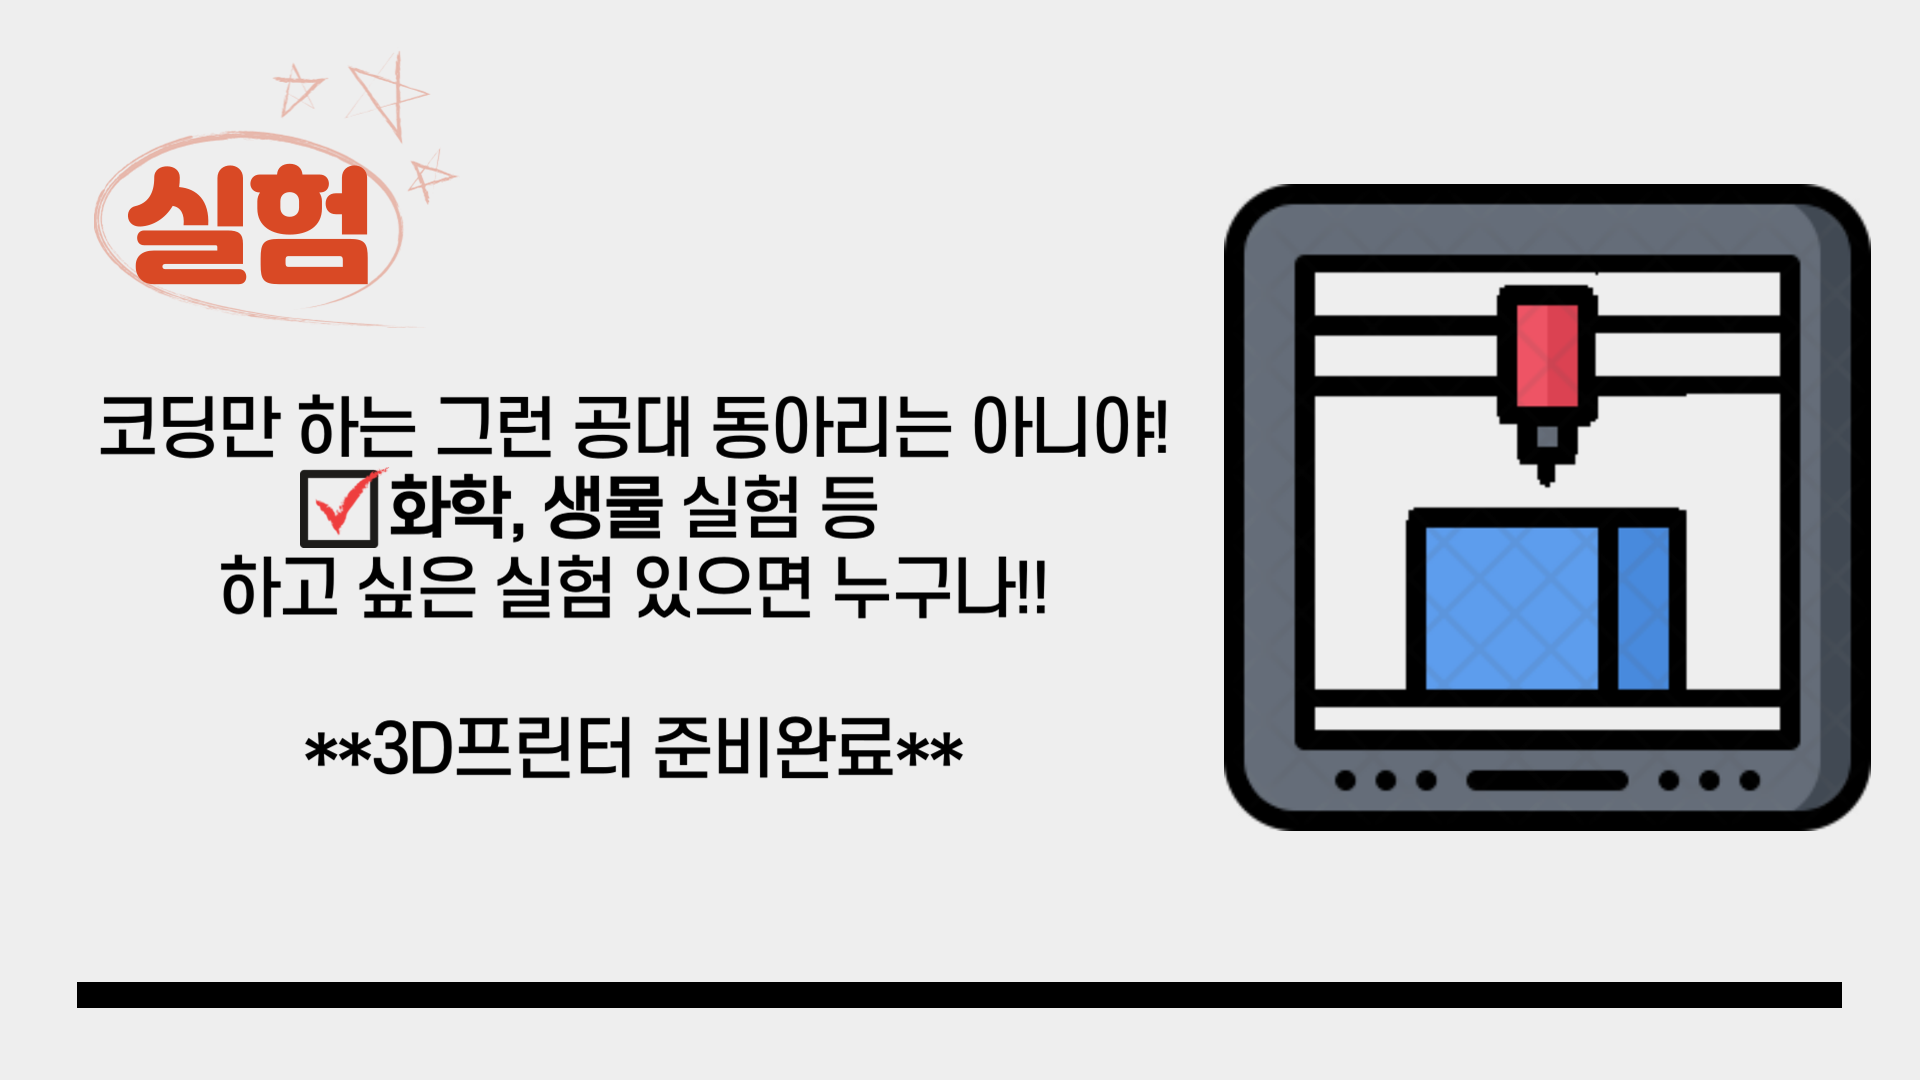 실험
코딩만 하는 그런 공대 동아리는 아니야!
화학, 생물 실험 등
하고 싶은 실험 있으면 누구나!!
**3D프린터 준비완료**